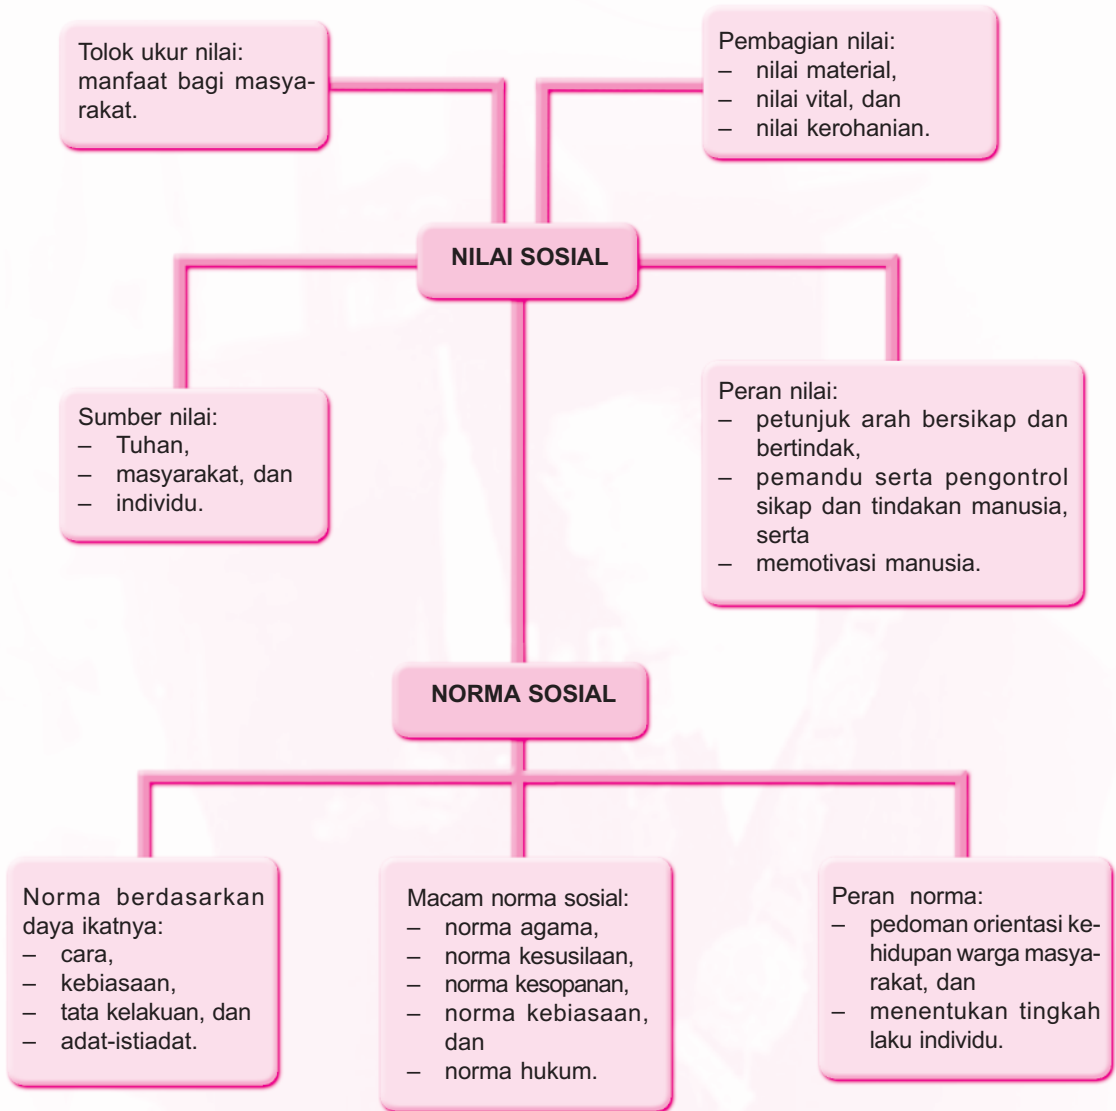 Tolok ukur nilai:
manfaat bagi masya-
rakat.
Pembagian nilai:
– nilai material,
– nilai vital, dan
– nilai kerohanian.
NILAI SOSIAL
Sumber nilai:
– Tuhan,
– masyarakat, dan
– individu.
Peran nilai:
– petunjuk arah bersikap dan
bertindak,
– pemandu serta pengontrol
sikap dan tindakan manusia,
serta
– memotivasi manusia.
NORMA SOSIAL
Norma berdasarkan
daya ikatnya:
– cara,
– kebiasaan,
– tata kelakuan, dan
– adat-istiadat.
Macam norma sosial:
– norma agama,
– norma kesusilaan,
– norma kesopanan,
– norma kebiasaan,
dan
– norma hukum.
Peran norma:
– pedoman orientasi ke-
hidupan warga masya-
rakat, dan
– menentukan tingkah
laku individu.